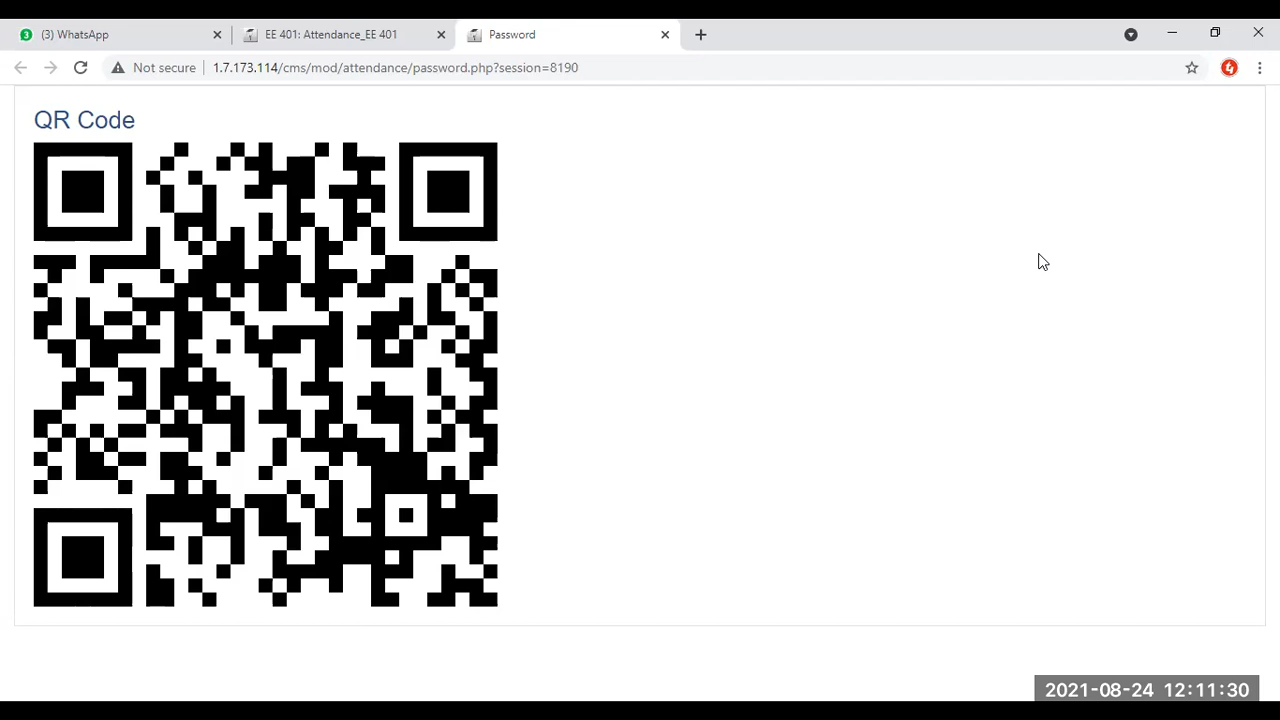 3 (3) WhatsApp
EE 401: Attendance_EE 401
Password
Not secure 1.7.173.114/cms/mod/attendance/password.php?session=8190
QR Code
2021-08-24 12:11:30